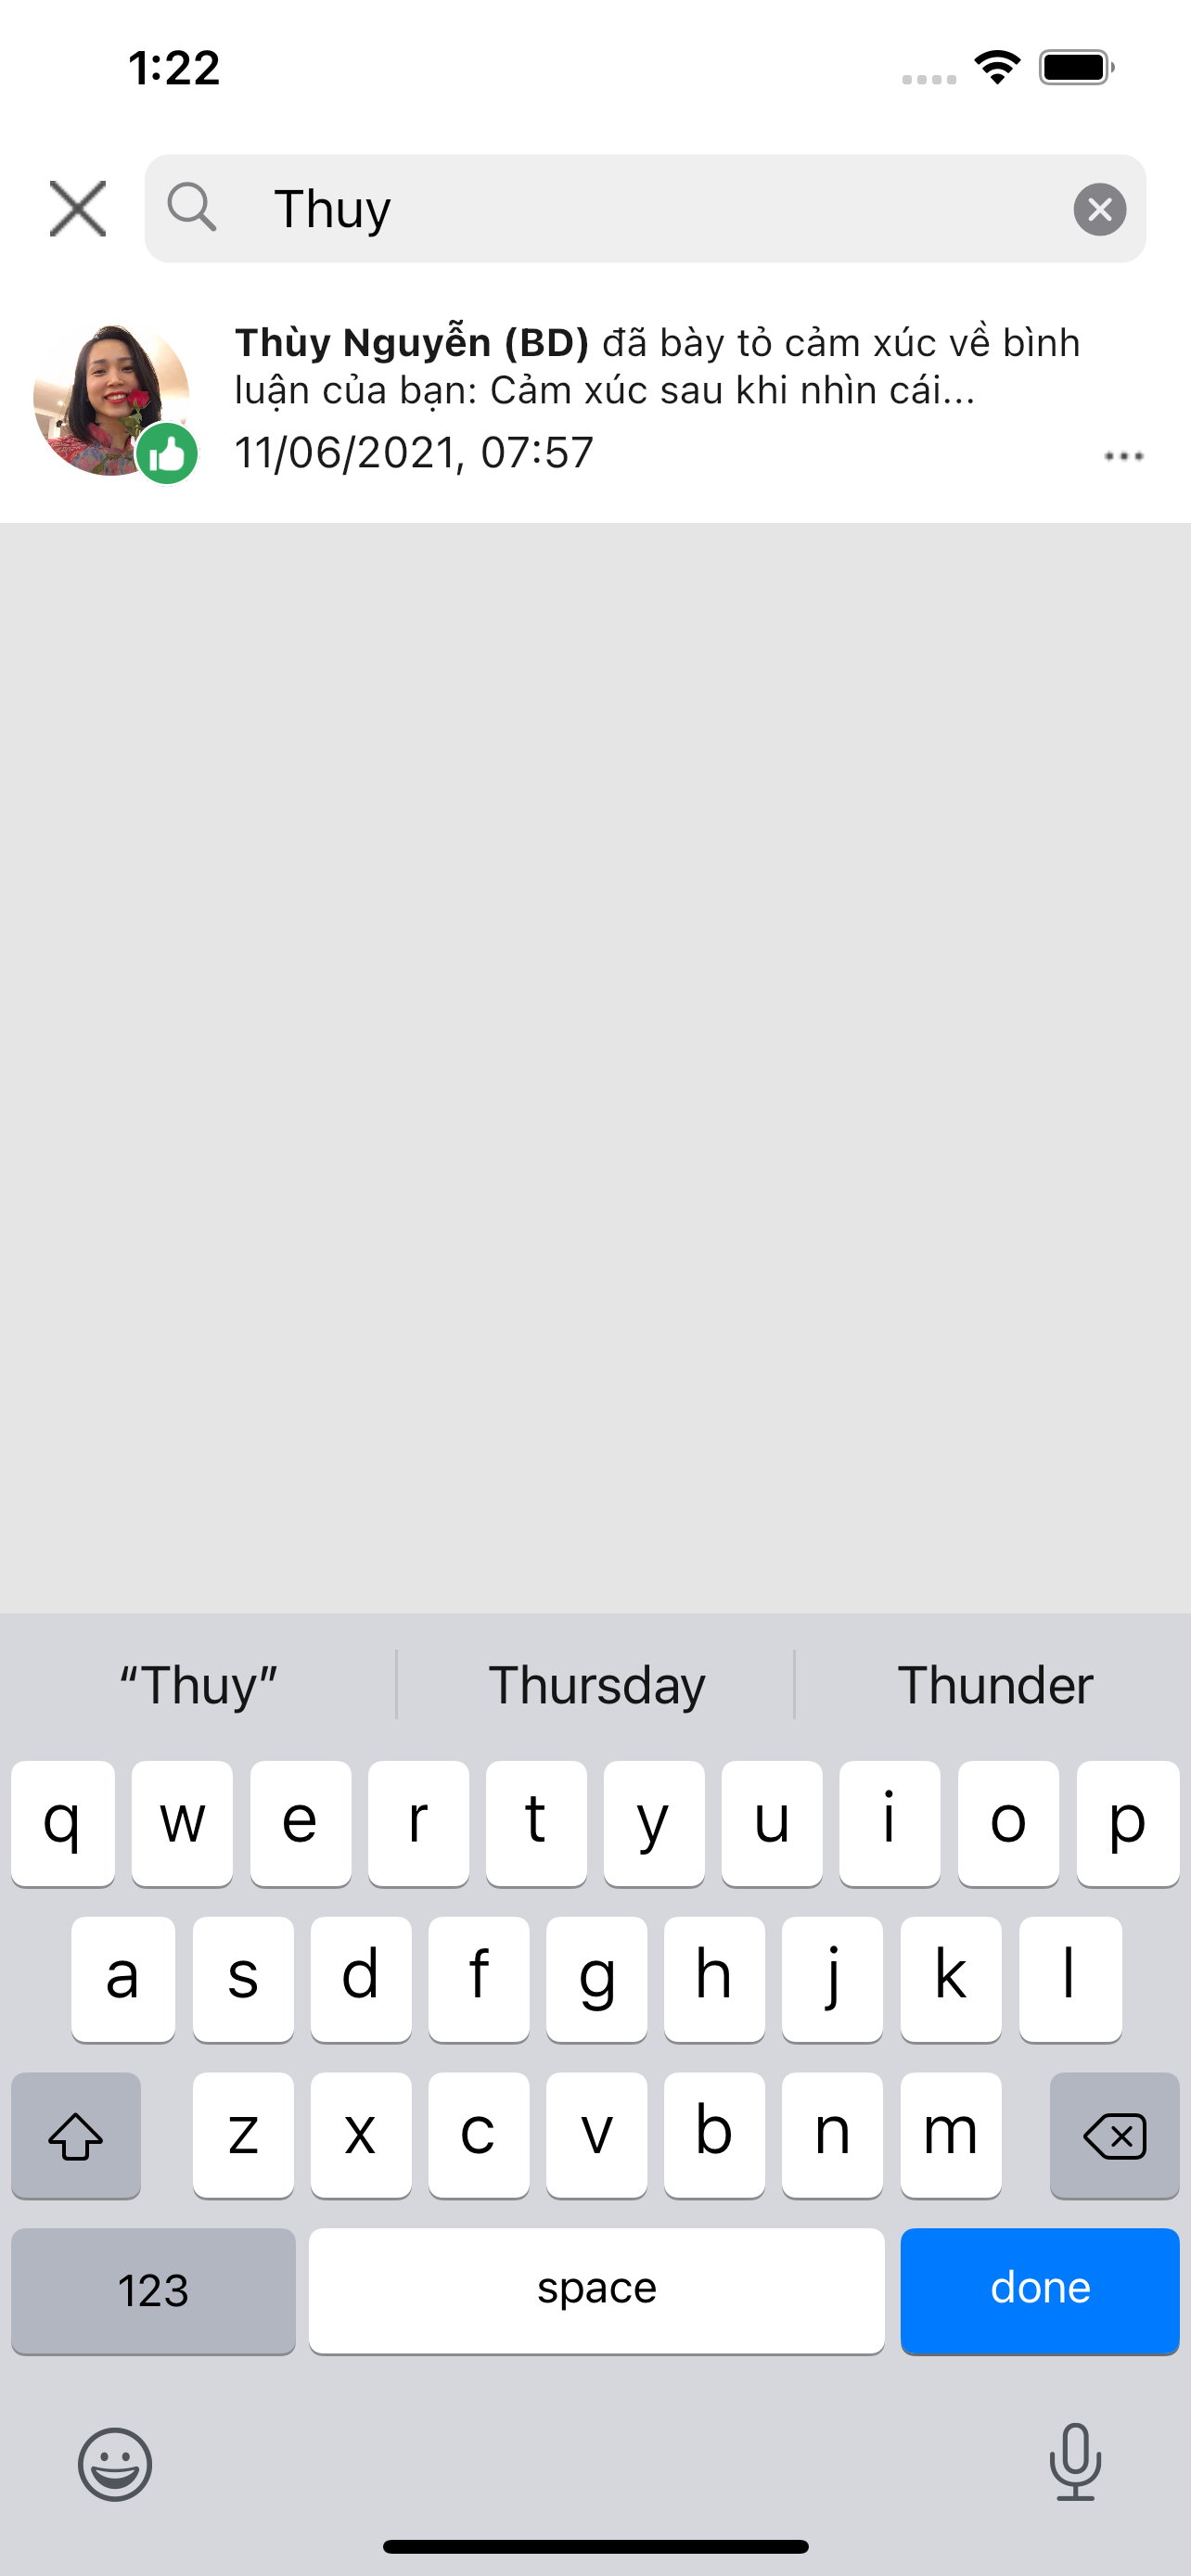 1:22
Thuy
Thùy Nguyễn (BD) đã bày tỏ cảm xúc về bình
luận của bạn: Cảm xúc sau khi nhìn cái...
11/06/2021, 07:57
“Thuy” Thursday Thunder
q w e r t y u i o p
a s d f g h j k l
z x c v b n m
123 space done